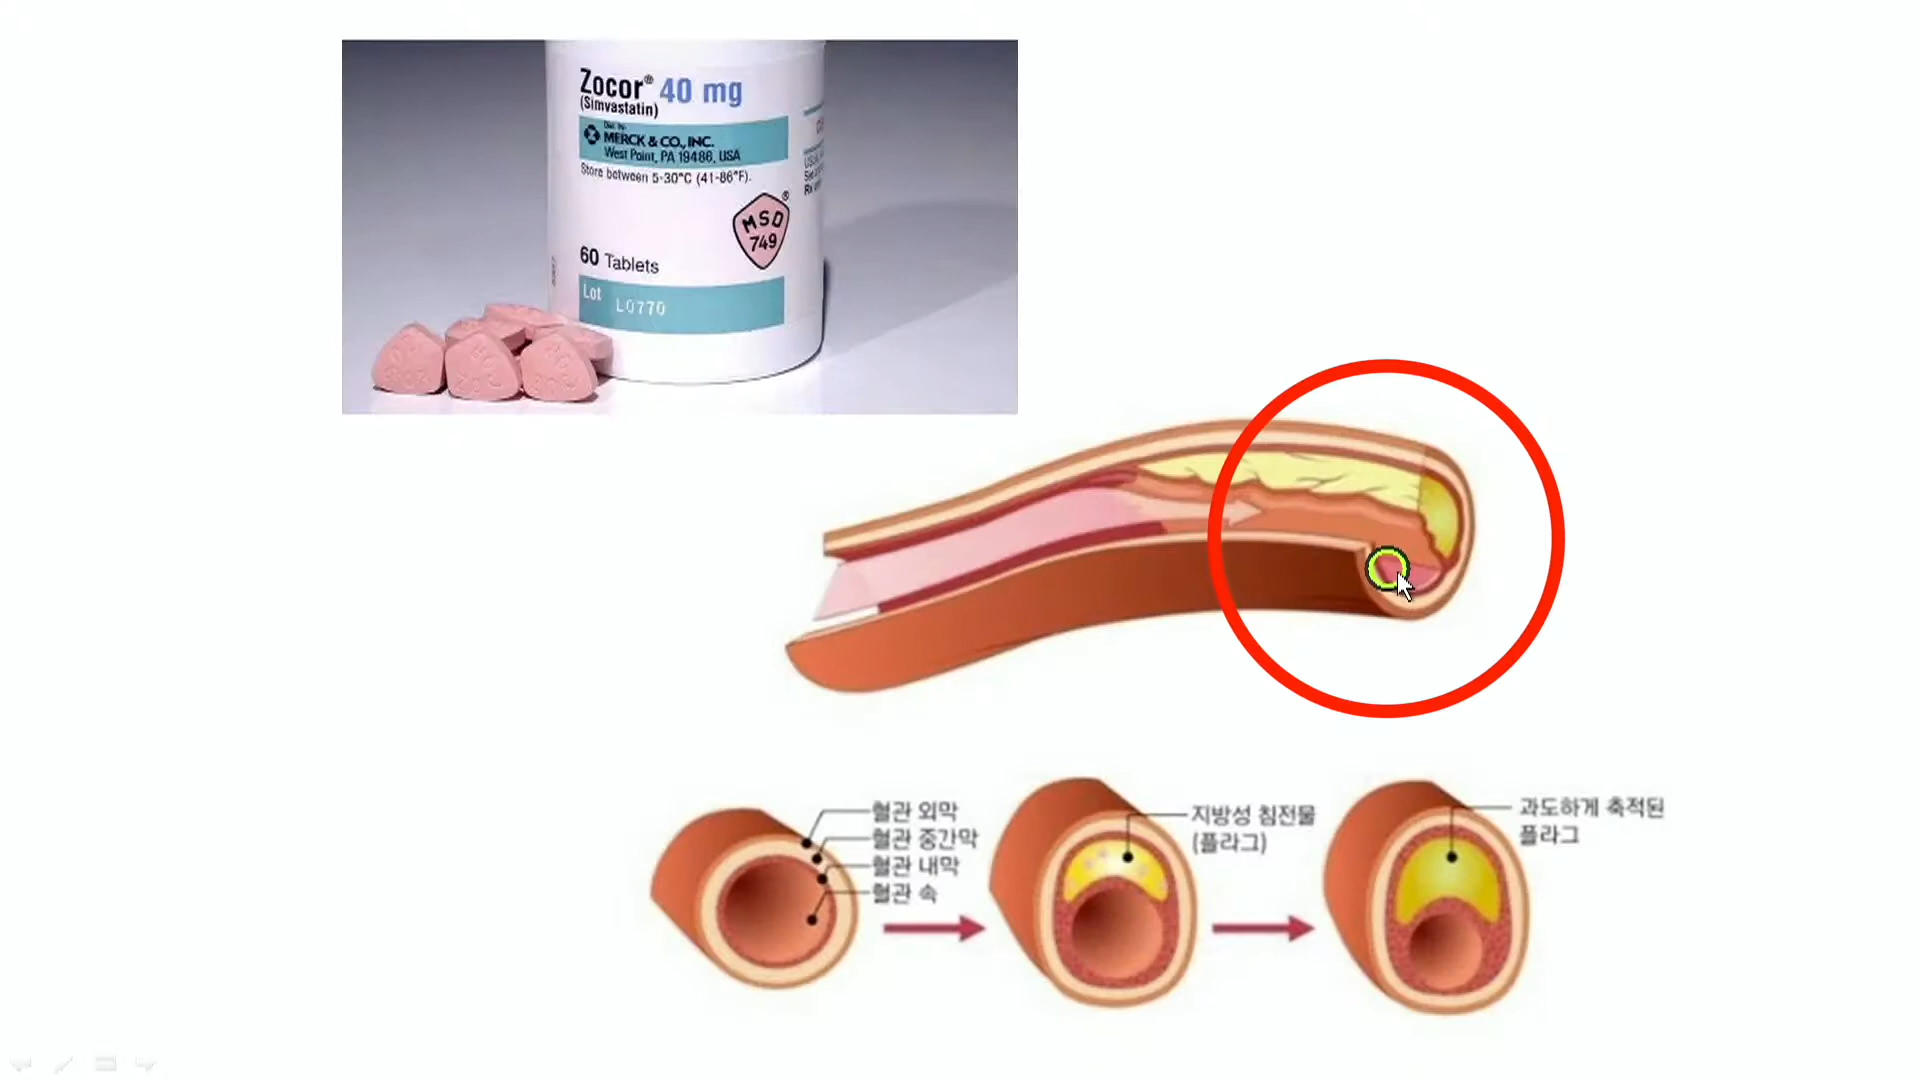 Zocor® 40 mg
(Simvastatin)
Dist. by:
MERCK & CO., INC.
West Point, PA 19486, USA
Store between 5-30°C (41-86°F).
MSD
749
®
60 Tablets
Lot L0770
혈관 외막
혈관 중간막
혈관 내막
혈관 속
지방성 침전물
(플라그)
과도하게 축적된
플라그